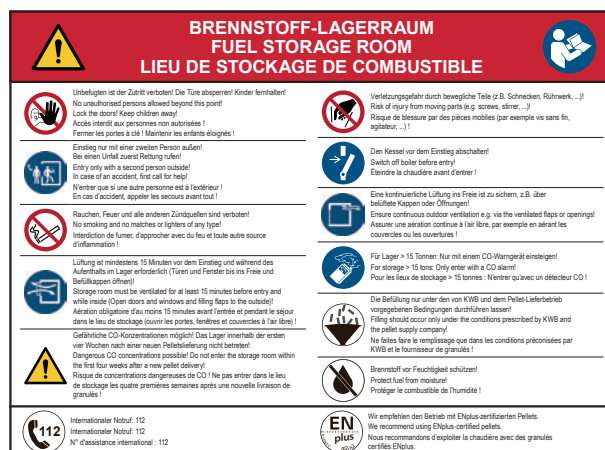 BRENNSTOFF-LAGERRAUM
FUEL STORAGE ROOM
LIEU DE STOCKAGE DE COMBUSTIBLE
Unbefugten ist der Zutritt verboten! Die Türe absperren! Kinder fernhalten!
No unauthorised persons allowed beyond this point!
Lock the doors! Keep children away!
Accès interdit aux personnes non autorisées !
Fermer les portes à clé ! Maintenir les enfants éloignés !
Einstieg nur mit einer zweiten Person außen!
Bei einen Unfall zuerst Rettung rufen!
Entry only with a second person outside!
In case of an accident, first call for help!
N'entrer que si une autre personne est à l'extérieur !
En cas d'accident, appeler les secours avant tout !
Rauchen, Feuer und alle anderen Zündquellen sind verboten!
No smoking and no matches or lighters of any type!
Interdiction de fumer, d'approcher avec du feu et toute autre source
d'inflammation !
Lüftung ist mindestens 15 Minuten vor dem Einstieg und während des
Aufenthalts im Lager erforderlich (Türen und Fenster bis ins Freie und
Befüllkappen öffnen)!
Storage room must be ventilated for at least 15 minutes before entry and
while inside (Open doors and windows and filling flaps to the outside)!
Aération obligatoire d'au moins 15 minutes avant l'entrée et pendant le séjour
dans le lieu de stockage (ouvrir les portes, fenêtres et couvercles à l'air libre) !
Gefährliche CO-Konzentrationen möglich! Das Lager innerhalb der ersten
vier Wochen nach einer neuen Pelletslieferung nicht betreten!
Dangerous CO concentrations possible! Do not enter the storage room within
the first four weeks after a new pellet delivery!
Risque de concentrations dangereuses de CO ! Ne pas entrer dans le lieu
de stockage les quatre premières semaines après une nouvelle livraison de
granulés !
112
Internationaler Notruf: 112
Internationaler Notruf: 112
N° d'assistance international : 112
Verletzungsgefahr durch bewegliche Teile (z.B. Schnecken, Rührwerk, ...)!
Risk of injury from moving parts (e.g. screws, stirrer, ...)!
Risque de blessure par des pièces mobiles (par exemple vis sans fin,
agitateur, ...) !
Den Kessel vor dem Einstieg abschalten!
Switch off boiler before entry!
Éteindre la chaudière avant d'entrer !
Eine kontinuierliche Lüftung ins Freie ist zu sichern, z.B. über
belüftete Kappen oder Öffnungen!
Ensure continuous outdoor ventilation e.g. via the ventilated flaps or openings!
Assurer une aération continue à l'air libre, par exemple en aérant les
couvercles ou les ouvertures !
Für Lager > 15 Tonnen: Nur mit einem CO-Warngerät einsteigen!
For storage > 15 tons: Only enter with a CO alarm!
Pour les lieux de stockage > 15 tonnes : N'entrer qu'avec un détecteur CO !
Die Befüllung nur unter den von KWB und dem Pellet-Lieferbetrieb
vorgegebenen Bedingungen durchführen lassen!
Filling should occur only under the conditions prescribed by KWB and
the pellet supply company!
Ne faites faire le remplissage que dans les conditions préconisées par
KWB et le fournisseur de granulés !
Brennstoff vor Feuchtigkeit schützen!
Protect fuel from moisture!
Protéger le combustible de l'humidité !
EN
plus
Wir empfehlen den Betrieb mit ENplus-zertifizierten Pellets.
We recommend using ENplus-certified pellets.
Nous recommandons d'exploiter la chaudière avec des granulés
certifiés ENplus.